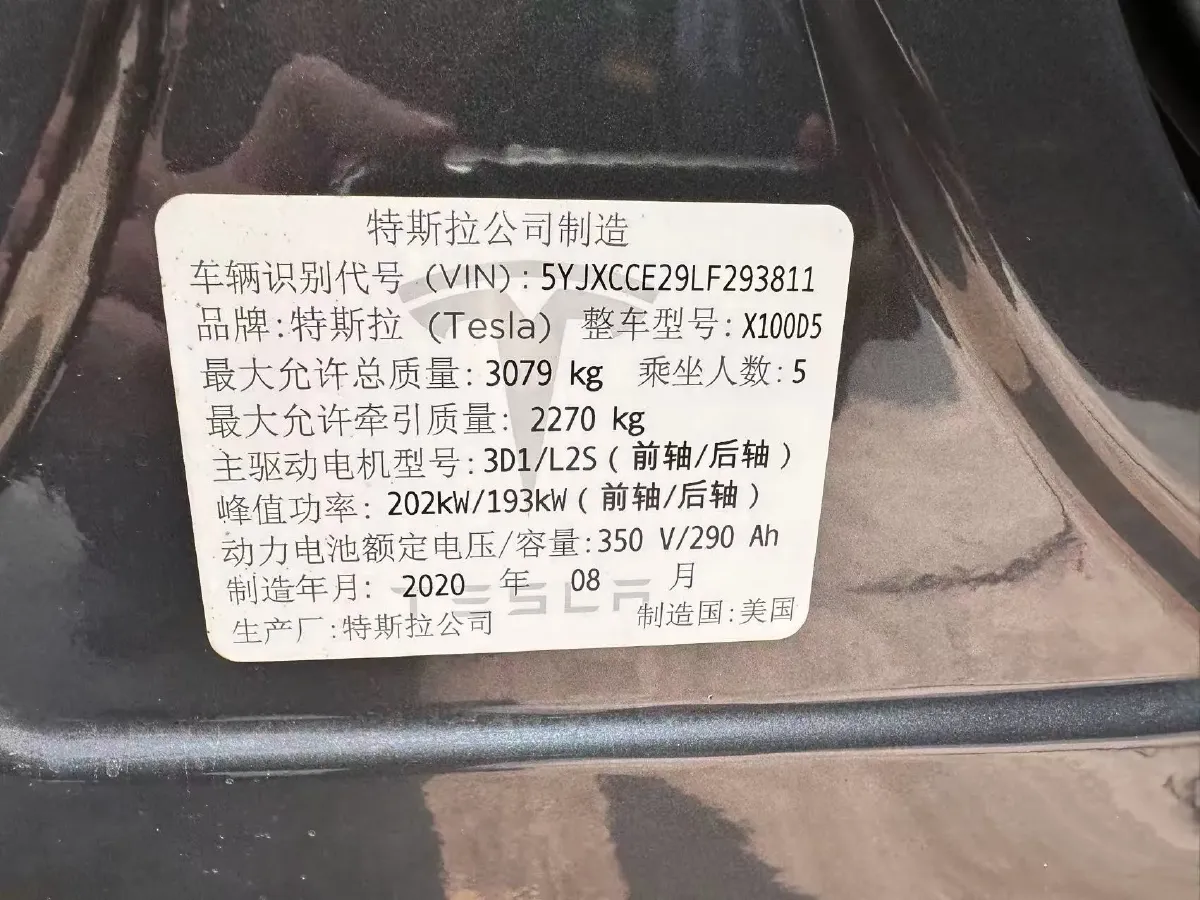 特斯拉公司制造
车辆识别代号 (VIN): 5YJXCCE29LF293811
品牌:特斯拉 (Tesla) 整车型号: X100D5
最大允许总质量: 3079 kg 乘坐人数: 5
最大允许牵引质量: 2270 kg
主驱动电机型号: 3D1/L2S (前轴/后轴)
峰值功率: 202kW/193kW (前轴/后轴)
动力电池额定电压/容量: 350 V/290 Ah
制造年月: 2020 年 08 月
TESLA
生产厂:特斯拉公司 制造国:美国